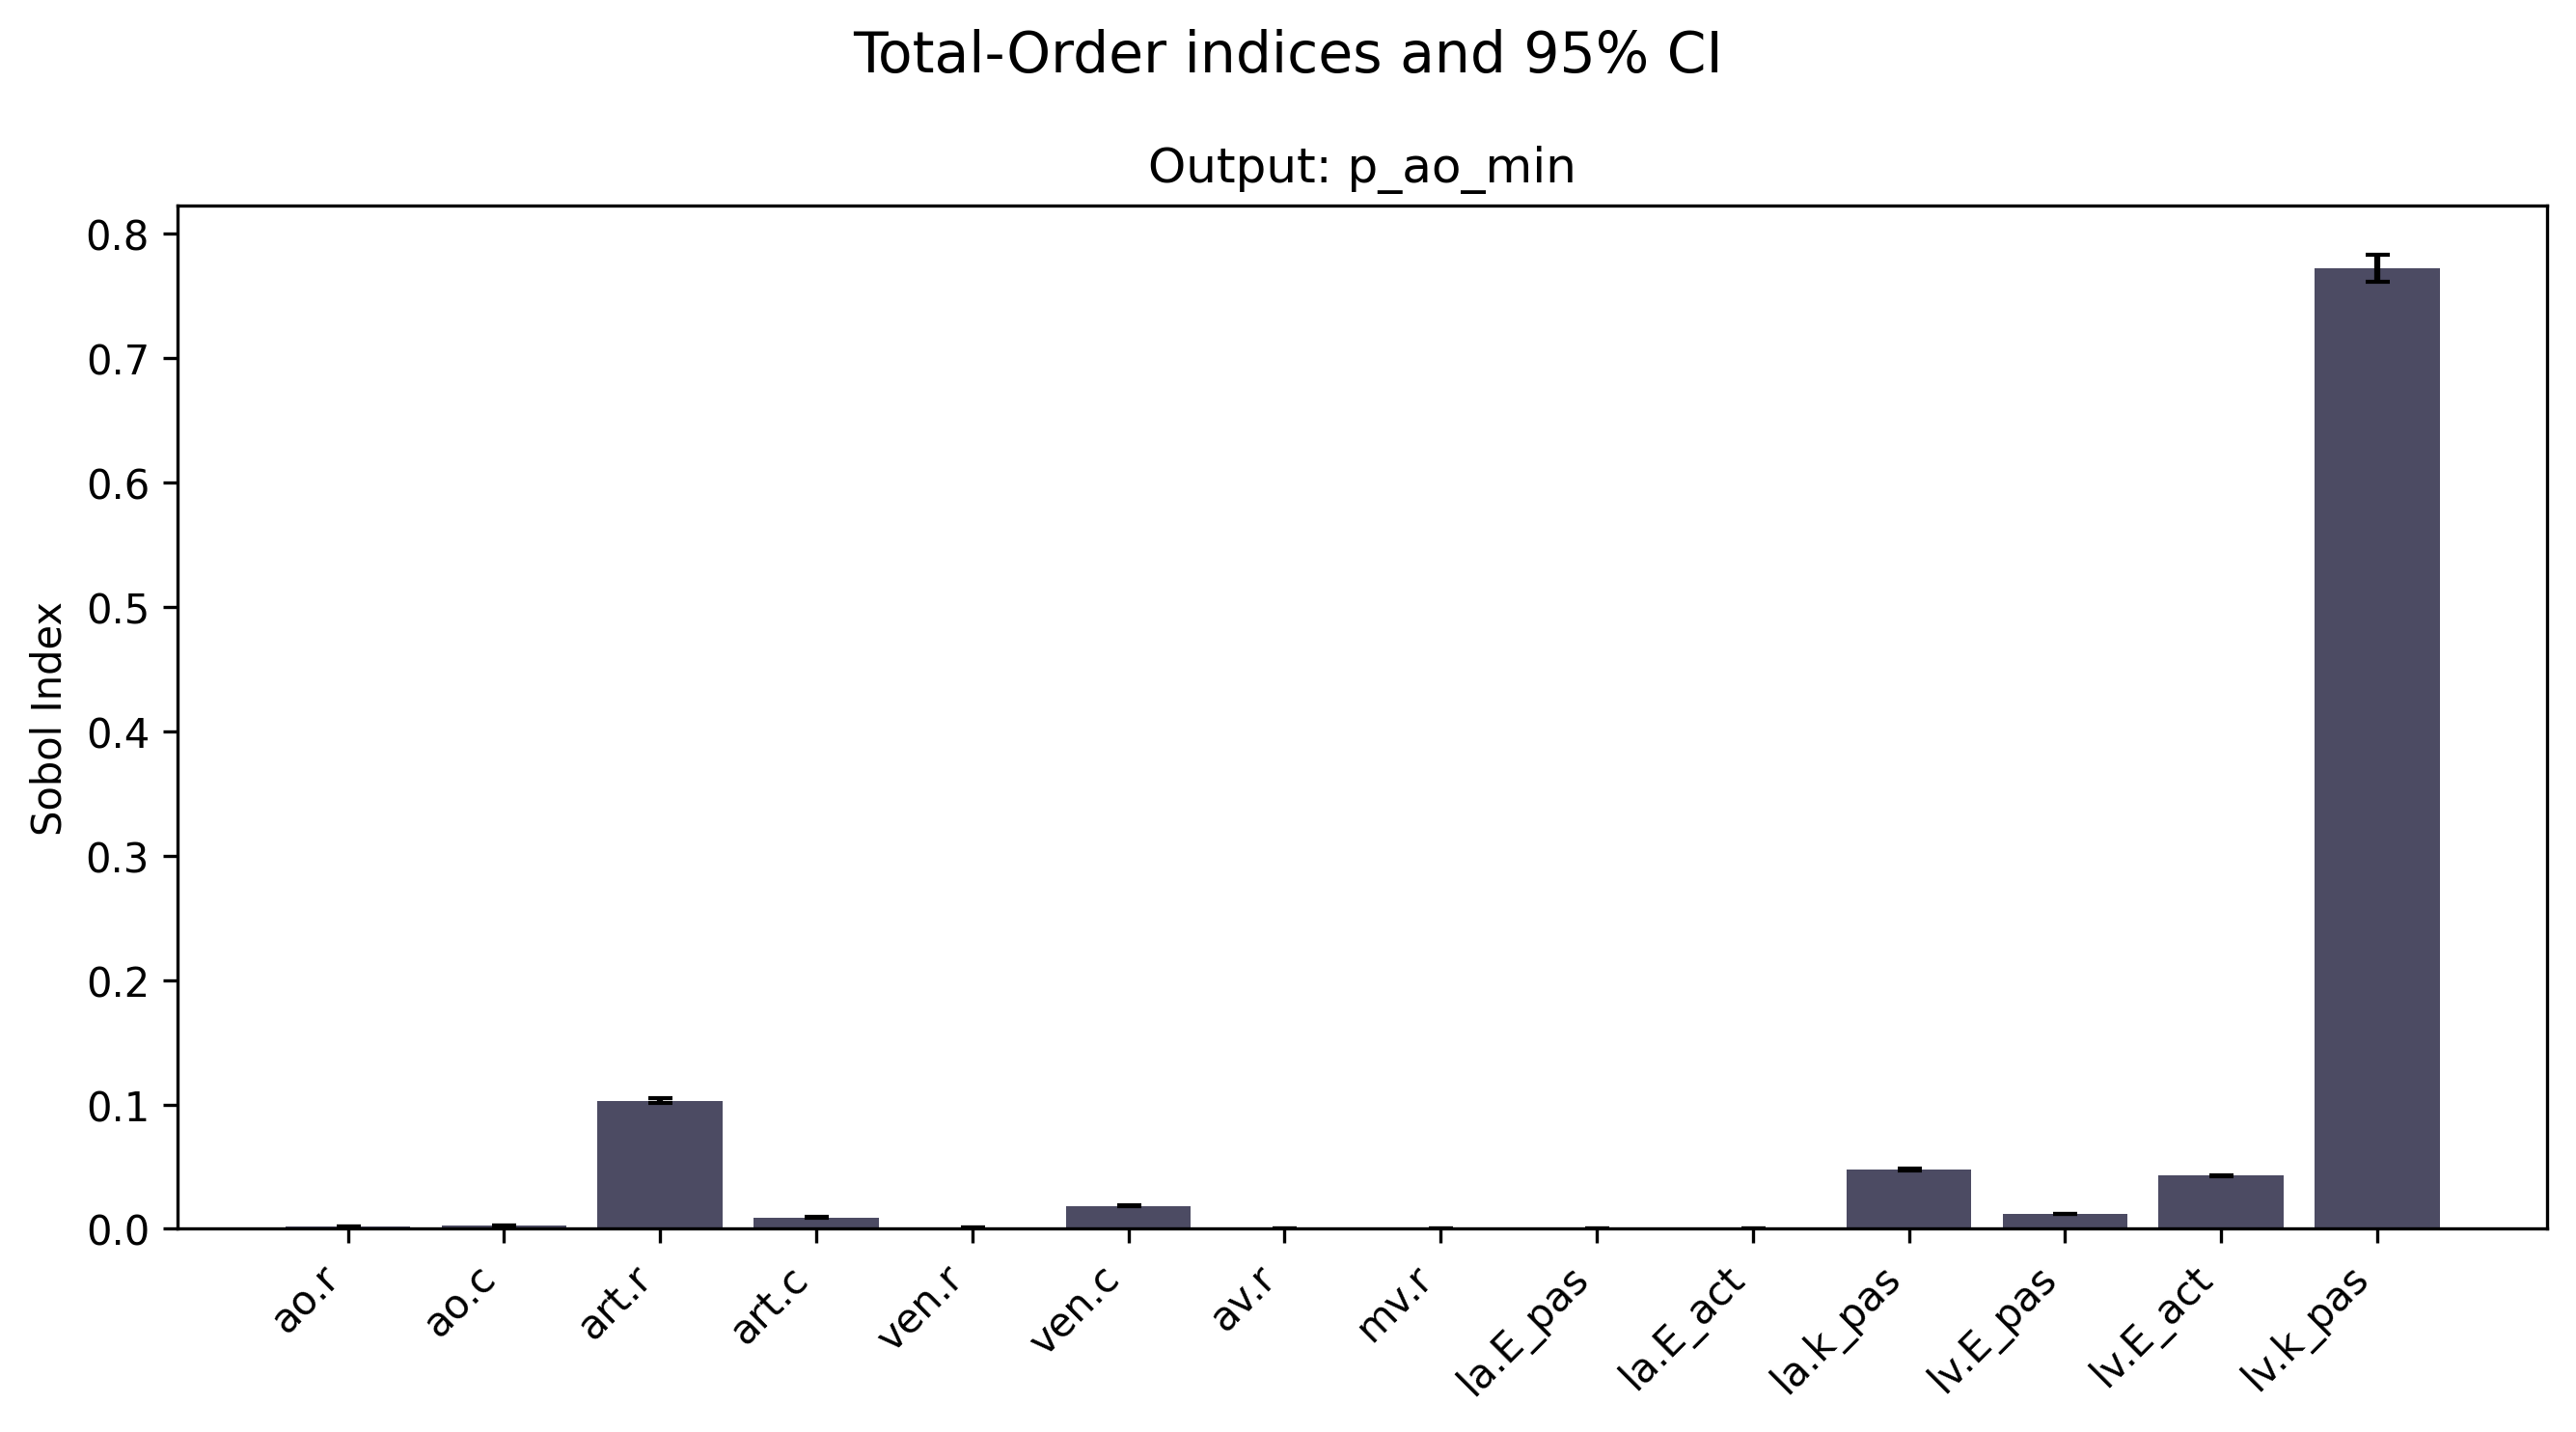 Total-Order indices and 95% CI
Output: p_ao_min
0.8
0.7
0.6
0.5
0.4
0.3
0.2
0.1
0.0
Sobol Index
ao.r
ao.c
art.r
art.c
ven.r
ven.c
av.r
mv.r
la.E_pas
la.E_act
la.k_pas
lv.E_pas
lv.E_act
lv.k_pas